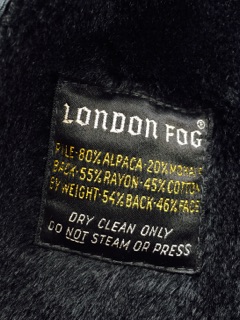 LONDON FOG®
PILE-80% ALPACA-20% MOHAIR
BACK-55% RAYON-45% COTTON
BY WEIGHT-54% BACK-46% FACE
DRY CLEAN ONLY
DO NOT STEAM OR PRESS